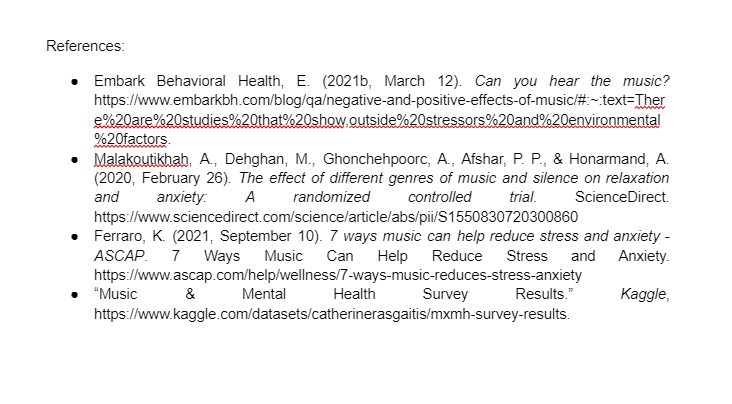 References:
● Embark Behavioral Health, E. (2021b, March 12). Can you hear the music?
https://www.embarkbh.com/blog/qa/negative-and-positive-effects-of-music/#:~:text=Ther
e%20are%20studies%20that%20show,outside%20stressors%20and%20environmental
%20factors.
● Malakoutikhah, A., Dehghan, M., Ghonchehpoorc, A., Afshar, P. P., & Honarmand, A.
(2020, February 26). The effect of different genres of music and silence on relaxation
and anxiety: A randomized controlled trial. ScienceDirect.
https://www.sciencedirect.com/science/article/abs/pii/S1550830720300860
● Ferraro, K. (2021, September 10). 7 ways music can help reduce stress and anxiety -
ASCAP. 7 Ways Music Can Help Reduce Stress and Anxiety.
https://www.ascap.com/help/wellness/7-ways-music-reduces-stress-anxiety
● “Music & Mental Health Survey Results.” Kaggle,
https://www.kaggle.com/datasets/catherinerasgaitis/mxmh-survey-results.